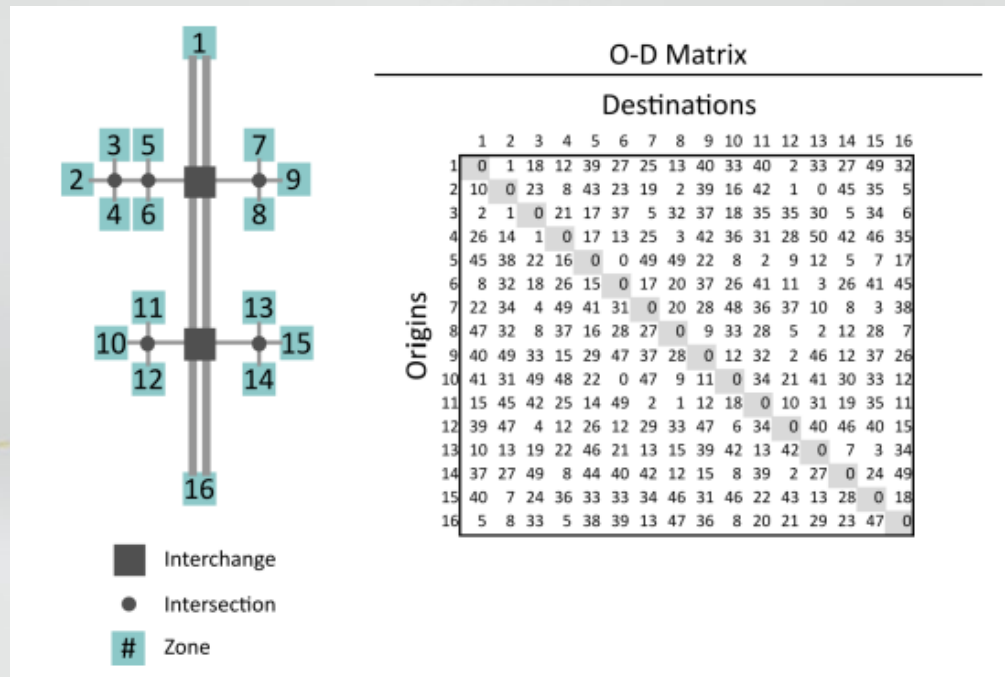 1
3 5
7
2
9
4 6
8
11
13
10
15
12
14
16
Interchange
Intersection
# Zone
O-D Matrix
Destinations
Origins
1 2 3 4 5 6 7 8 9 10 11 12 13 14 15 16
1 0 1 18 12 39 27 25 13 40 33 40 2 33 27 49 32
2 10 0 23 8 43 23 19 2 39 16 42 1 0 45 35 5
3 2 1 0 21 17 37 5 32 37 18 35 35 30 5 34 6
4 26 14 1 0 17 13 25 3 42 36 31 28 50 42 46 35
5 45 38 22 16 0 0 49 49 22 8 2 9 12 5 7 17
6 8 32 18 26 15 0 17 20 37 26 41 11 3 26 41 45
7 22 34 4 49 41 31 0 20 28 48 36 37 10 8 3 38
8 47 32 8 37 16 28 27 0 9 33 28 5 2 12 28 7
9 40 49 33 15 29 47 37 28 0 12 32 2 46 12 37 26
10 41 31 49 48 22 0 47 9 11 0 34 21 41 30 33 12
11 15 45 42 25 14 49 2 1 12 18 0 10 31 19 35 11
12 39 47 4 12 26 12 29 33 47 6 34 0 40 46 40 15
13 10 13 19 22 46 21 13 15 39 42 13 42 0 7 3 34
14 37 27 49 8 44 40 42 12 15 8 39 2 27 0 24 49
15 40 7 24 36 33 33 34 46 31 46 22 43 13 28 0 18
16 5 8 33 5 38 39 13 47 36 8 20 21 29 23 47 0